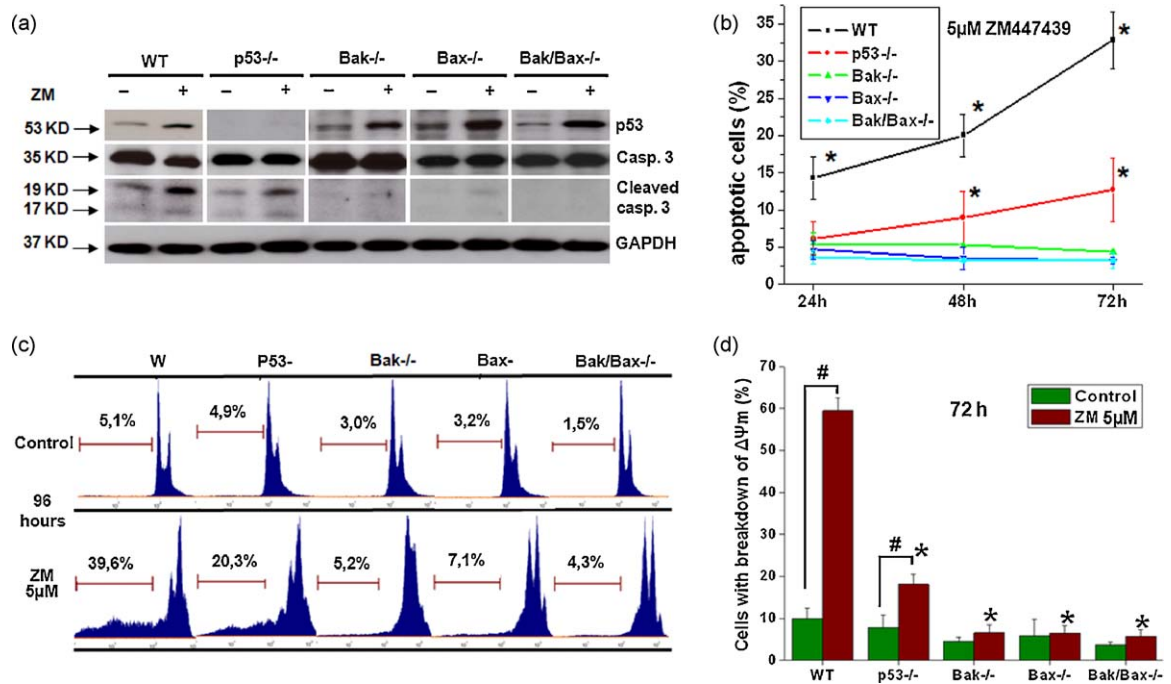 (a)
WT p53-/- Bak-/- Bax-/- Bak/Bax-/-
ZM − + − + − + − + − +
53 KD p53
35 KD Casp. 3
19 KD Cleaved
17 KD casp. 3
37 KD GAPDH
(b)
5µM ZM447439
WT
p53-/-
Bak-/-
Bax-/-
Bak/Bax-/-
apoptotic cells (%)
35
30
25
20
15
10
5
0
* * *
* *
24h 48h 72h
(c)
W P53- Bak-/- Bax- Bak/Bax-/-
Control
5,1% 4,9% 3,0% 3,2% 1,5%
96
hours
ZM
5µM
39,6% 20,3% 5,2% 7,1% 4,3%
(d)
72 h
Control
ZM 5µM
Cells with breakdown of ΔΨm (%)
70
60
50
40
30
20
10
0
#
# * * * *
WT p53-/- Bak-/- Bax-/- Bak/Bax-/-